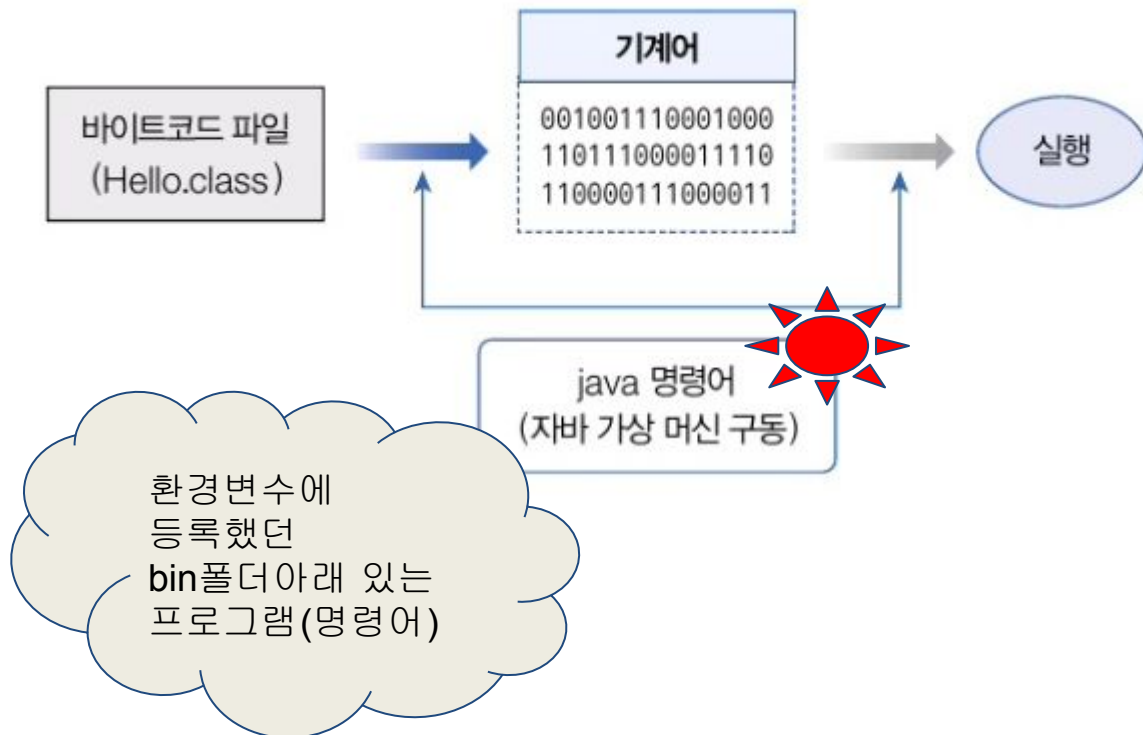 기계어
바이트코드 파일
(Hello.class)
001001110001000
110111000011110
110000111000011
실행
java 명령어
(자바 가상 머신 구동)
환경변수에
등록했던
bin폴더아래 있는
프로그램(명령어)